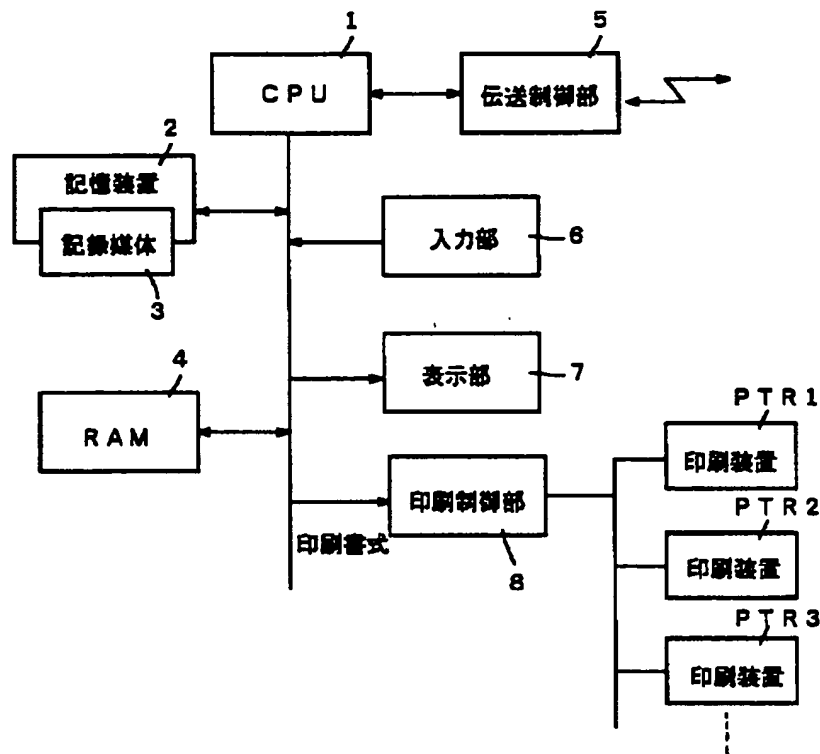 1
CPU
5
伝送制御部
2
記憶装置
記録媒体
3
入力部
6
表示部
7
4
RAM
印刷制御部
8
印刷書式
PTR1
印刷装置
PTR2
印刷装置
PTR3
印刷装置